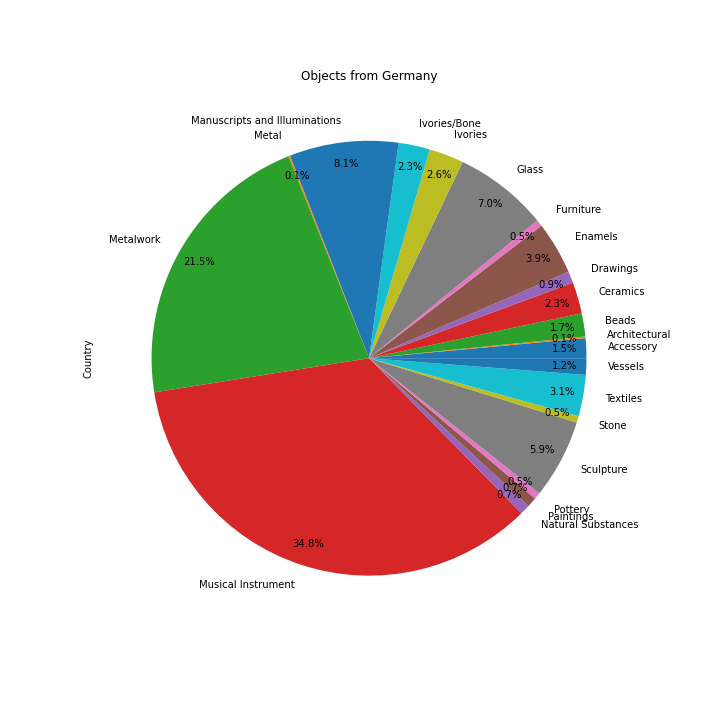 Objects from Germany
Ivories/Bone
Manuscripts and Illuminations
Ivories
Metal
8.1%
2.3%
2.6%
Glass
0.1%
7.0%
Furniture
Metalwork
0.5%
Enamels
21.5%
3.9%
Drawings
0.9%
Ceramics
2.3%
Beads
1.7%
Architectural
0.1%
Accessory
1.5%
Country
1.2%
Vessels
3.1%
Textiles
0.5%
Stone
5.9%
Sculpture
0.5%
0.7%
0.7%
Pottery
Paintings
Natural Substances
34.8%
Musical Instrument